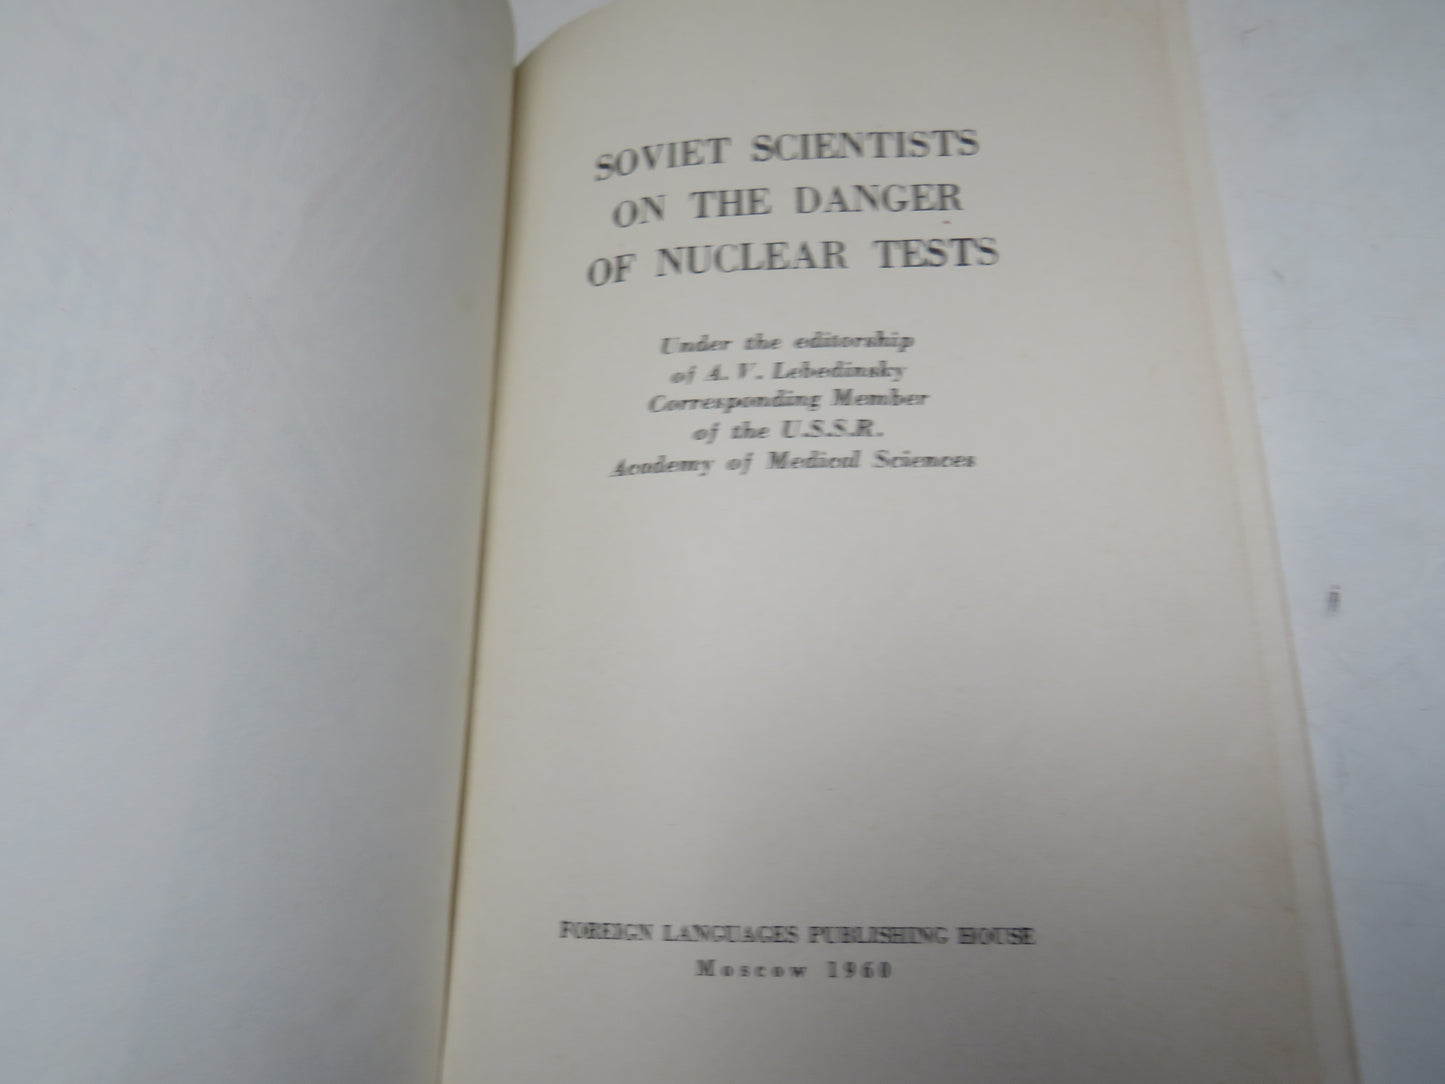 SOVIET SCIENTISTS
ON THE DANGER
OF NUCLEAR TESTS
Under the editorship
of A. V. Lebedinsky
Corresponding Member
of the U.S.S.R.
Academy of Medical Sciences
FOREIGN LANGUAGES PUBLISHING HOUSE
Moscow 1960